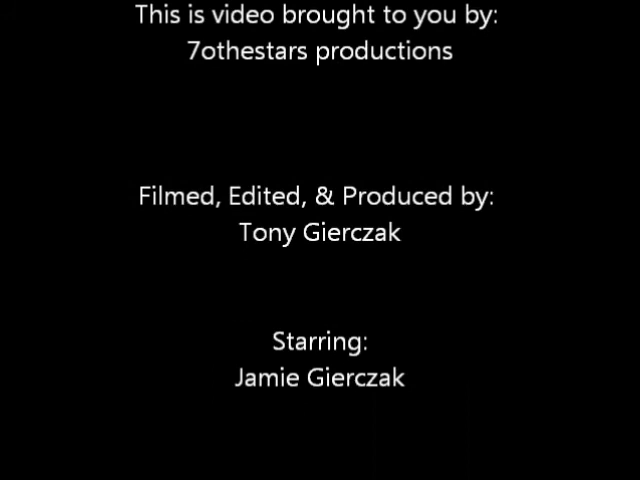 This is video brought to you by:
7othestars productions
Filmed, Edited, & Produced by:
Tony Gierczak
Starring:
Jamie Gierczak